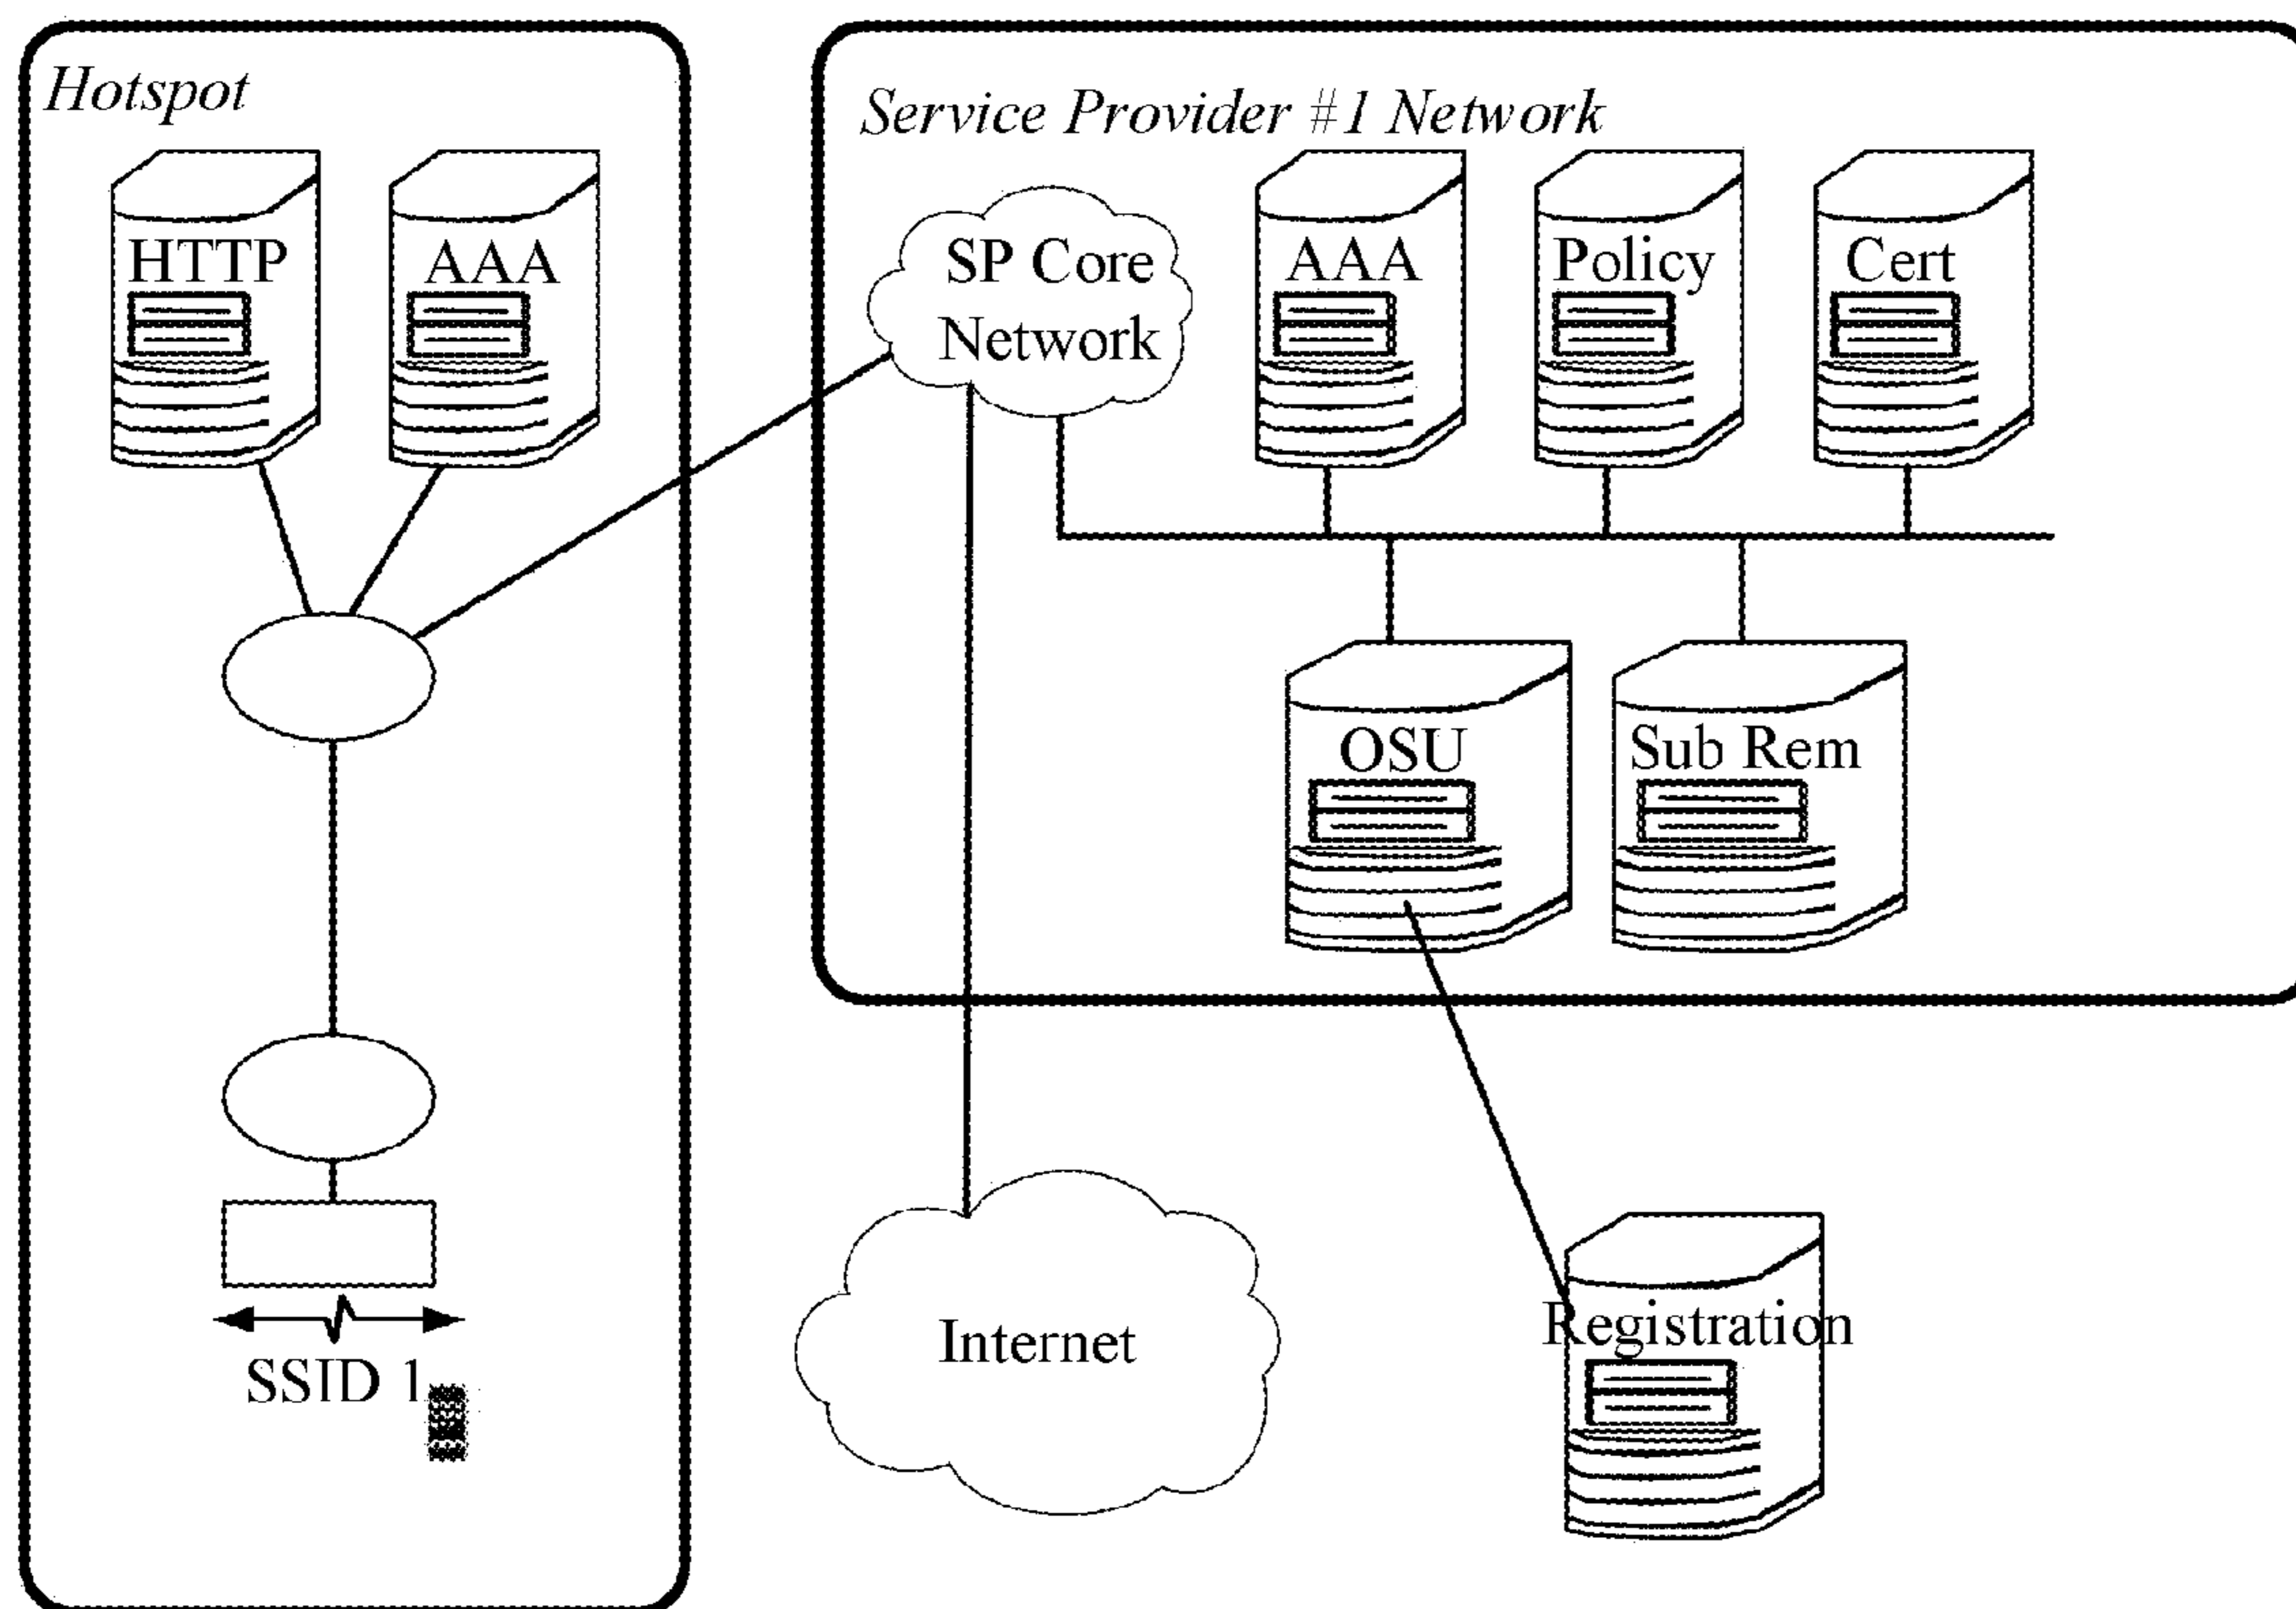 Hotspot
HTTP
AAA
SSID 1
Service Provider #1 Network
SP Core
Network
AAA
Policy
Cert
OSU
Sub Rem
Internet
Registration